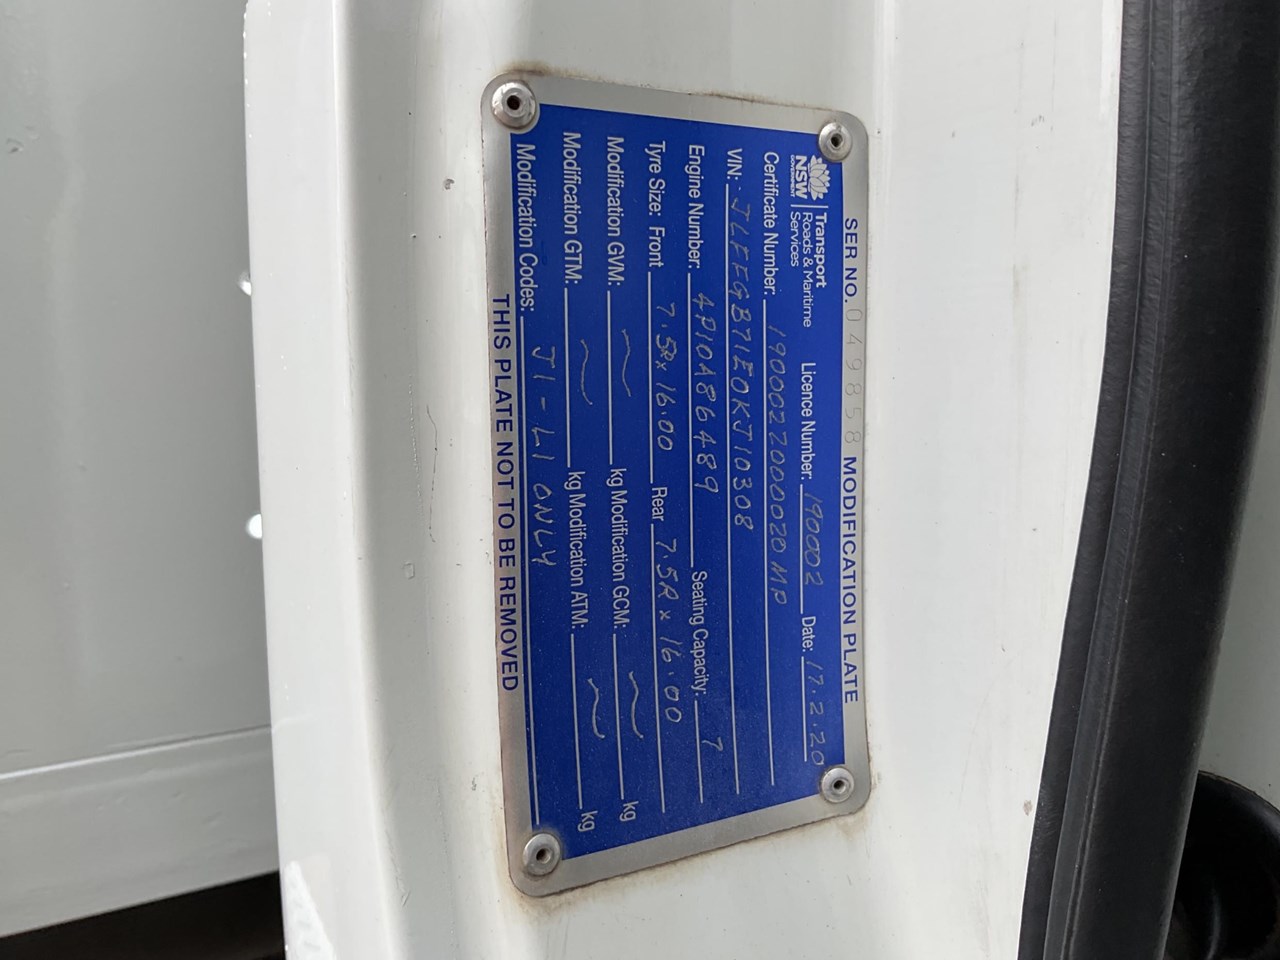 SER NO. 049858 MODIFICATION PLATE
NSW GOVERNMENT Transport Roads & Maritime Services
Licence Number: 190002 Date: 17.2.20
Certificate Number: 19000220000020MP
VIN: JLFFGB71E0KJ10308
Engine Number: 4P10A86489 Seating Capacity: 7
Tyre Size: Front 7.5R x 16.00 Rear 7.5R x 16.00
Modification GVM: ~ kg Modification GCM: ~ kg
Modification GTM: ~ kg Modification ATM: ~ kg
Modification Codes: J1-L1 ONLY
THIS PLATE NOT TO BE REMOVED